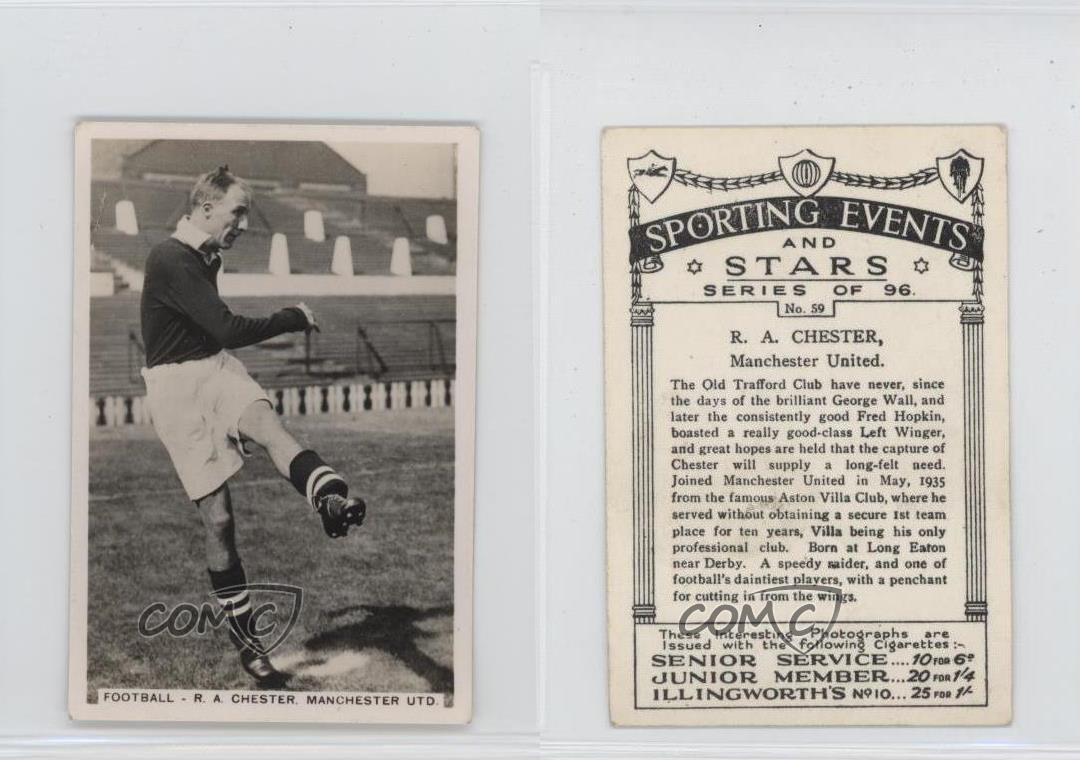 FOOTBALL - R. A. CHESTER. MANCHESTER UTD.
COMC
SPORTING EVENTS
AND
STARS
SERIES OF 96.
No. 59
R. A. CHESTER,
Manchester United.
The Old Trafford Club have never, since
the days of the brilliant George Wall, and
later the consistently good Fred Hopkin,
boasted a really good-class Left Winger,
and great hopes are held that the capture of
Chester will supply a long-felt need.
Joined Manchester United in May, 1935
from the famous Aston Villa Club, where he
served without obtaining a secure 1st team
place for ten years, Villa being his only
professional club. Born at Long Eaton
near Derby. A speedy raider, and one of
football's daintiest players, with a penchant
for cutting in from the wings.
COMC
These Interesting Photographs are
Issued with the following Cigarettes:-
SENIOR SERVICE.... 10 FOR 6D
JUNIOR MEMBER... 20 FOR 1/4
ILLINGWORTH'S No 10... 25 FOR 1/-